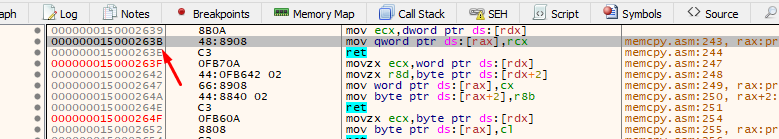 aph Log Notes Breakpoints Memory Map Call Stack SEH Script Symbols Source
0000000150002639 8B0A mov ecx,dword ptr ds:[rdx]
000000015000263B 48:8908 mov qword ptr ds:[rax],rcx memcpy.asm:243, rax:pr
000000015000263E C3 ret
000000015000263F 0FB70A movzx ecx,word ptr ds:[rdx] memcpy.asm:247
0000000150002642 44:0FB642 02 movzx r8d,byte ptr ds:[rdx+2] memcpy.asm:248
0000000150002647 66:8908 mov word ptr ds:[rax],cx memcpy.asm:249, rax:pr
000000015000264A 44:8840 02 mov byte ptr ds:[rax+2],r8b memcpy.asm:250
000000015000264E C3 ret memcpy.asm:251
000000015000264F 0FB60A movzx ecx,byte ptr ds:[rdx] memcpy.asm:254
0000000150002652 8808 mov byte ptr ds:[rax],cl memcpy.asm:255, rax:pr